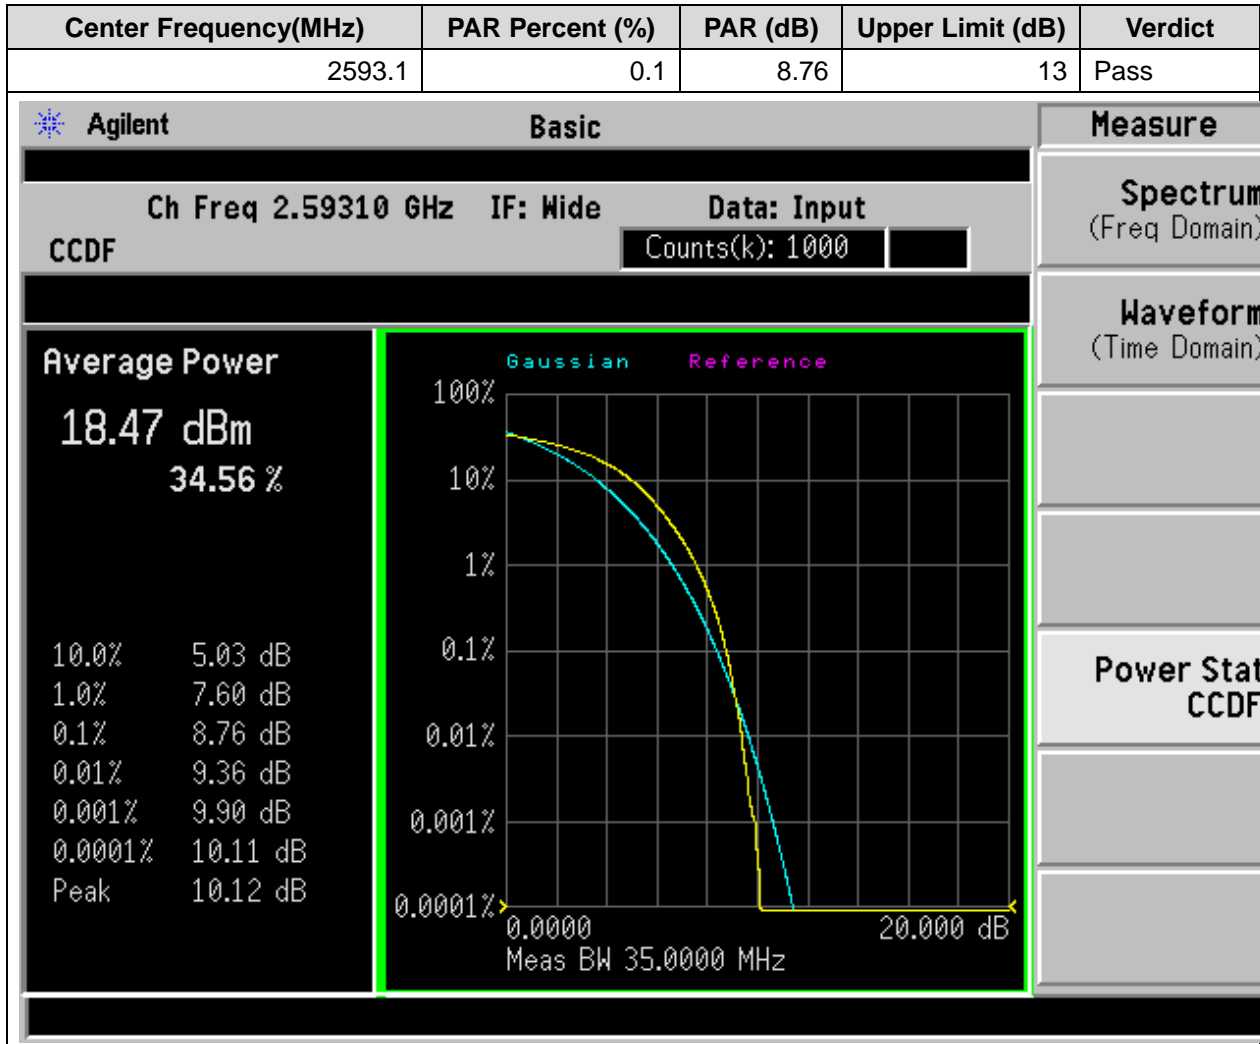 Center Frequency(MHz) PAR Percent (%) PAR (dB) Upper Limit (dB) Verdict
2593.1 0.1 8.76 13 Pass
Agilent Basic Measure
Ch Freq 2.59310 GHz IF: Wide Data: Input
CCDF Counts(k): 1000
Spectrum
(Freq Domain)
Waveform
(Time Domain)
Power Stat
CCDF
Average Power
18.47 dBm
34.56 %
10.0% 5.03 dB
1.0% 7.60 dB
0.1% 8.76 dB
0.01% 9.36 dB
0.001% 9.90 dB
0.0001% 10.11 dB
Peak 10.12 dB
Gaussian Reference
100%
10%
1%
0.1%
0.01%
0.001%
0.0001%
0.0000 20.000 dB
Meas BW 35.0000 MHz